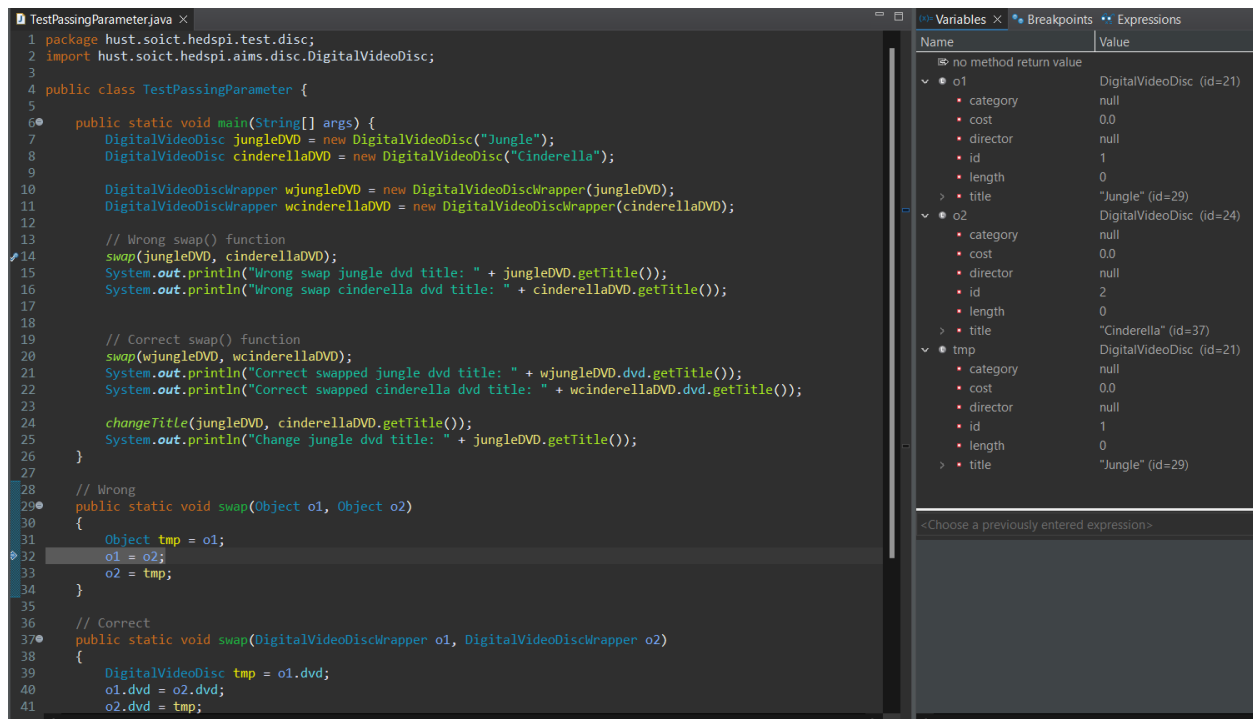 TestPassingParameter.java ×
1 package hust.soict.hedspi.test.disc;
2 import hust.soict.hedspi.aims.disc.DigitalVideoDisc;
3
4 public class TestPassingParameter {
5
6     public static void main(String[] args) {
7         DigitalVideoDisc jungleDVD = new DigitalVideoDisc("Jungle");
8         DigitalVideoDisc cinderellaDVD = new DigitalVideoDisc("Cinderella");
9
10         DigitalVideoDiscWrapper wjungleDVD = new DigitalVideoDiscWrapper(jungleDVD);
11         DigitalVideoDiscWrapper wcinderellaDVD = new DigitalVideoDiscWrapper(cinderellaDVD);
12
13         // Wrong swap() function
14         swap(jungleDVD, cinderellaDVD);
15         System.out.println("Wrong swap jungle dvd title: " + jungleDVD.getTitle());
16         System.out.println("Wrong swap cinderella dvd title: " + cinderellaDVD.getTitle());
17
18
19         // Correct swap() function
20         swap(wjungleDVD, wcinderellaDVD);
21         System.out.println("Correct swapped jungle dvd title: " + wjungleDVD.dvd.getTitle());
22         System.out.println("Correct swapped cinderella dvd title: " + wcinderellaDVD.dvd.getTitle());
23
24         changeTitle(jungleDVD, cinderellaDVD.getTitle());
25         System.out.println("Change jungle dvd title: " + jungleDVD.getTitle());
26     }
27
28     // Wrong
29     public static void swap(Object o1, Object o2)
30     {
31         Object tmp = o1;
32         o1 = o2;
33         o2 = tmp;
34     }
35
36     // Correct
37     public static void swap(DigitalVideoDiscWrapper o1, DigitalVideoDiscWrapper o2)
38     {
39         DigitalVideoDisc tmp = o1.dvd;
40         o1.dvd = o2.dvd;
41         o2.dvd = tmp;
(x)= Variables × Breakpoints Expressions
Name Value
no method return value
o1 DigitalVideoDisc (id=21)
category null
cost 0.0
director null
id 1
length 0
title "Jungle" (id=29)
o2 DigitalVideoDisc (id=24)
category null
cost 0.0
director null
id 2
length 0
title "Cinderella" (id=37)
tmp DigitalVideoDisc (id=21)
category null
cost 0.0
director null
id 1
length 0
title "Jungle" (id=29)
<Choose a previously entered expression>